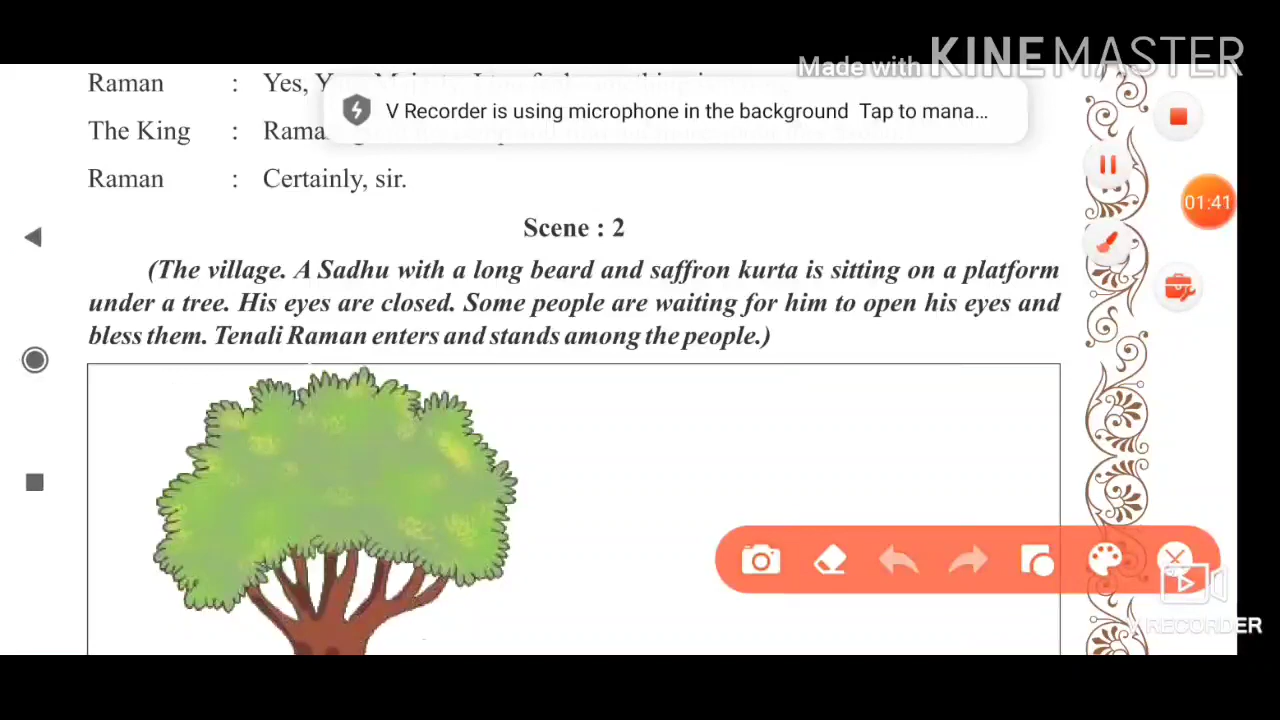 Made with KINEMASTER
Raman : Yes,
V Recorder is using microphone in the background Tap to mana...
The King : Rama
Raman : Certainly, sir.
01:41
Scene : 2
(The village. A Sadhu with a long beard and saffron kurta is sitting on a platform
under a tree. His eyes are closed. Some people are waiting for him to open his eyes and
bless them. Tenali Raman enters and stands among the people.)
RECORDER